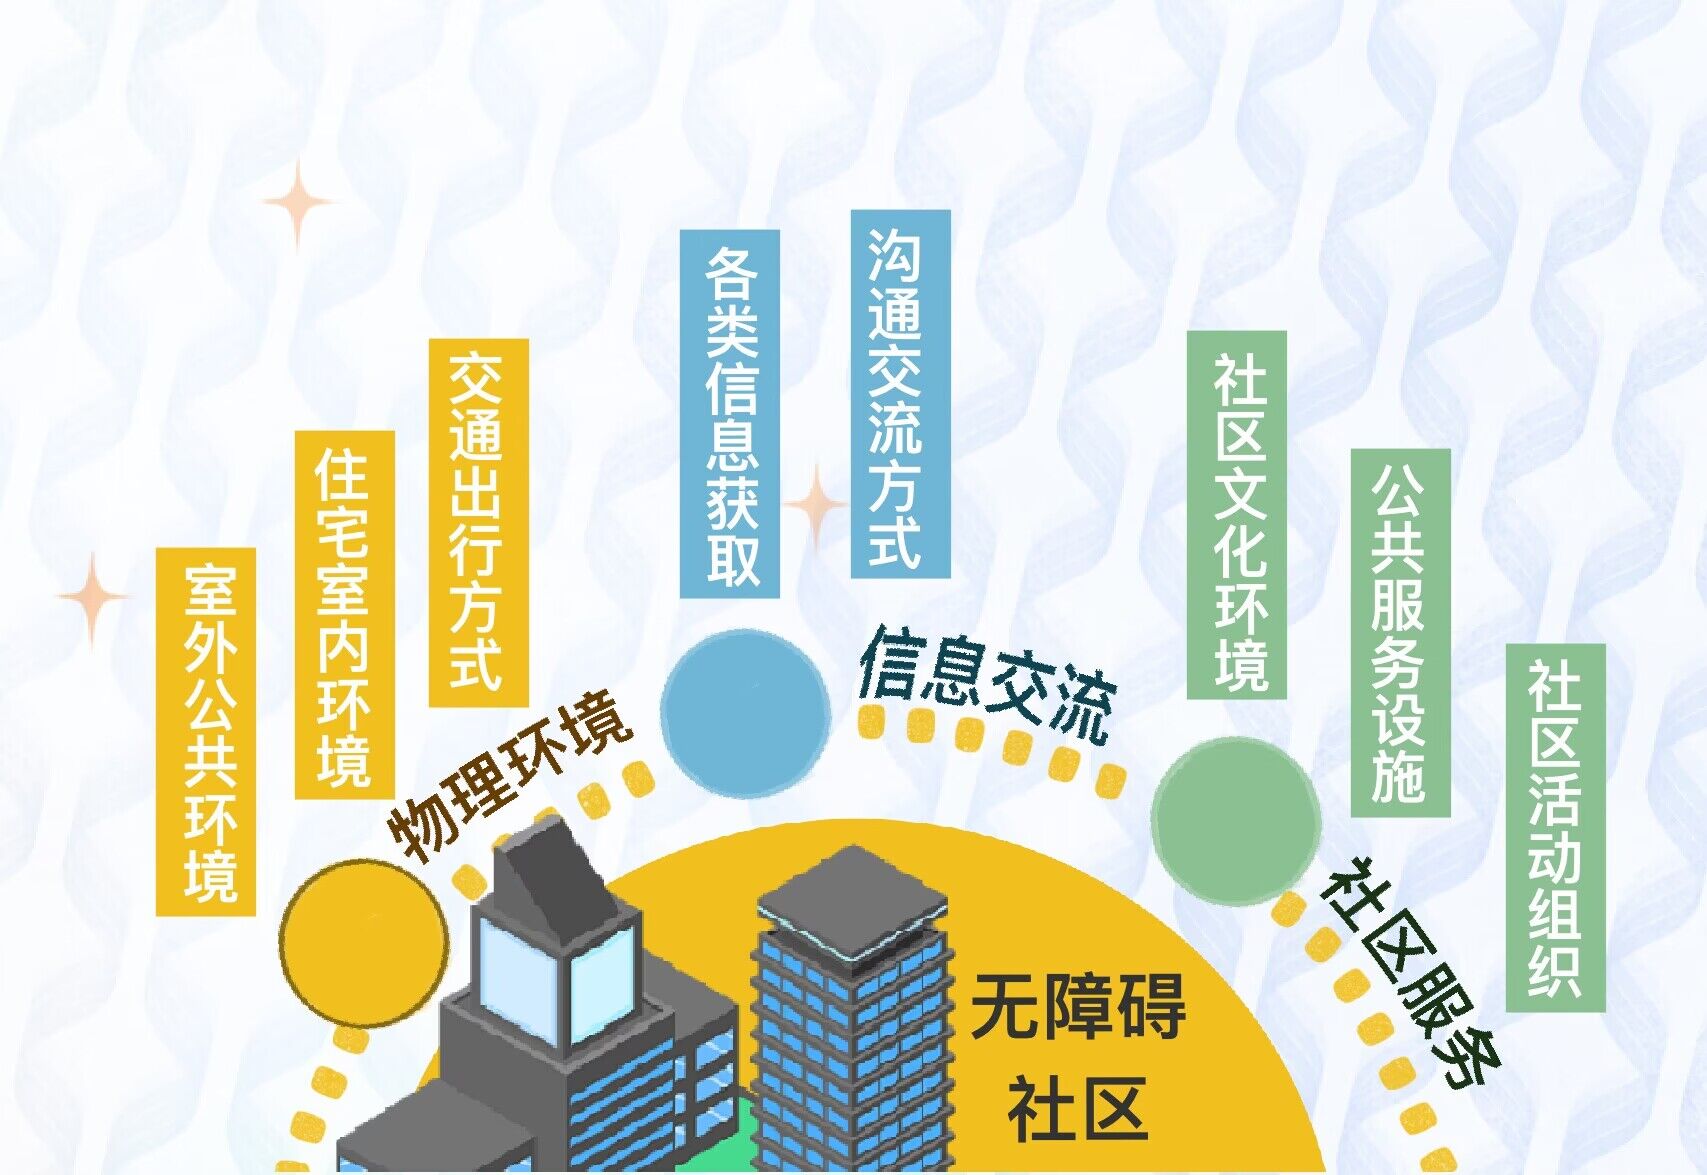 室外公共环境
住宅室内环境
交通出行方式
物理环境
各类信息获取
沟通交流方式
信息交流
社区文化环境
公共服务设施
社区活动组织
社区服务
无障碍
社区